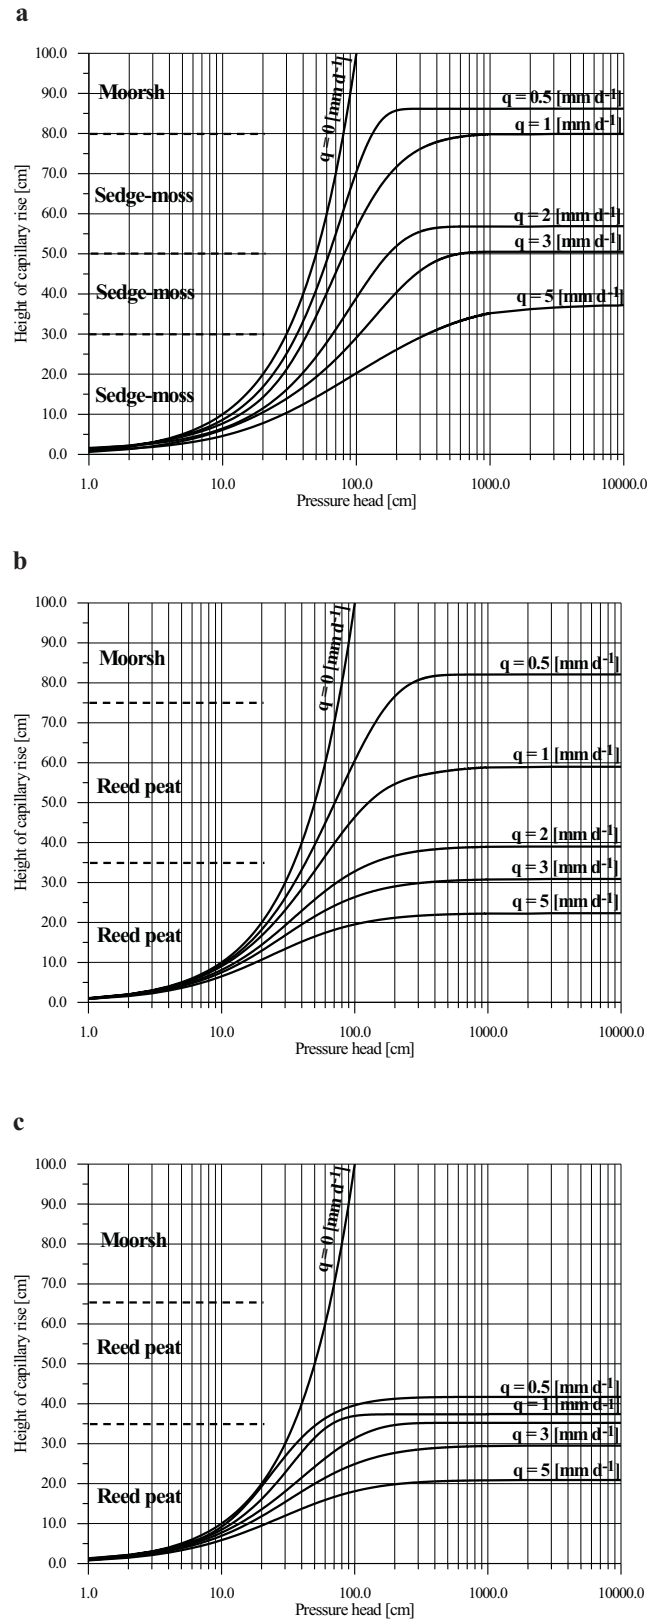 a
100.0
90.0
80.0
70.0
60.0
50.0
40.0
30.0
20.0
10.0
0.0
Height of capillary rise [cm]
Moorsh
Sedge-moss
Sedge-moss
Sedge-moss
q = 0 [mm d-1]
q = 0.5 [mm d-1]
q = 1 [mm d-1]
q = 2 [mm d-1]
q = 3 [mm d-1]
q = 5 [mm d-1]
1.0 10.0 100.0 1000.0 10000.0
Pressure head [cm]
b
100.0
90.0
80.0
70.0
60.0
50.0
40.0
30.0
20.0
10.0
0.0
Height of capillary rise [cm]
Moorsh
Reed peat
Reed peat
q = 0 [mm d-1]
q = 0.5 [mm d-1]
q = 1 [mm d-1]
q = 2 [mm d-1]
q = 3 [mm d-1]
q = 5 [mm d-1]
1.0 10.0 100.0 1000.0 10000.0
Pressure head [cm]
c
100.0
90.0
80.0
70.0
60.0
50.0
40.0
30.0
20.0
10.0
0.0
Height of capillary rise [cm]
Moorsh
Reed peat
Reed peat
q = 0 [mm d-1]
q = 0.5 [mm d-1]
q = 1 [mm d-1]
q = 3 [mm d-1]
q = 5 [mm d-1]
1.0 10.0 100.0 1000.0 10000.0
Pressure head [cm]